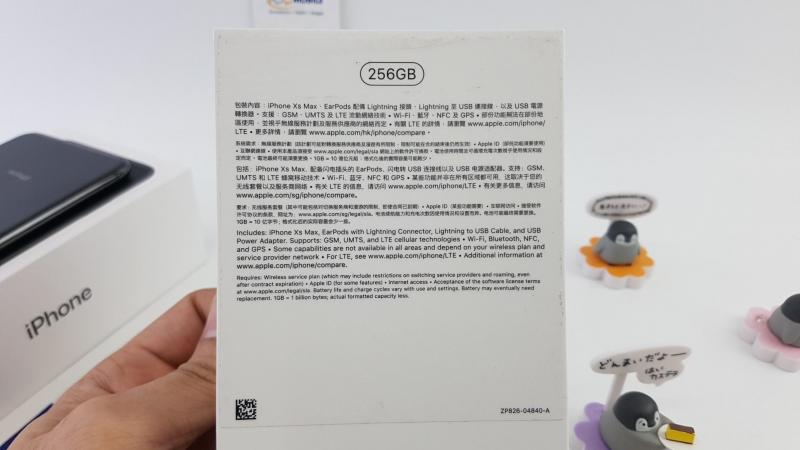 256GB
包裝內容：iPhone Xs Max、EarPods 配備 Lightning 接頭、Lightning 至 USB 連接線，以及 USB 電源
轉換器。支援：GSM、UMTS 及 LTE 流動網絡技術 • Wi-Fi、藍牙、NFC 及 GPS • 部份功能無法在部份地
區使用，並視乎無線服務計劃及服務供應商的網絡而定 • 有關 LTE 的詳情，請瀏覽 www.apple.com/iphone/
LTE • 更多詳情，請瀏覽 www.apple.com/hk/iphone/compare。
包括：iPhone Xs Max、配备闪电插头的 EarPods、闪电转 USB 连接线以及 USB 电源适配器。支持：GSM、
UMTS 和 LTE 蜂窝移动技术 • Wi-Fi、蓝牙、NFC 和 GPS • 某些功能并非在所有区域都可用，这取决于您的
无线套餐以及服务商网络 • 有关 LTE 的信息，请访问 www.apple.com/iphone/LTE • 有关更多信息，请访问
www.apple.com/sg/iphone/compare。
Includes: iPhone Xs Max, EarPods with Lightning Connector, Lightning to USB Cable, and USB
Power Adapter. Supports: GSM, UMTS, and LTE cellular technologies • Wi-Fi, Bluetooth, NFC,
and GPS • Some capabilities are not available in all areas and depend on your wireless plan and
service provider network • For LTE, see www.apple.com/iphone/LTE • Additional information at
www.apple.com/iphone/compare.
Requires: Wireless service plan (which may include restrictions on switching service providers and roaming, even
after contract expiration) • Apple ID (for some features) • Internet access • Acceptance of the software license terms
at www.apple.com/legal/sla. Battery life and charge cycles vary with use and settings. Battery may eventually need
replacement. 1GB = 1 billion bytes; actual formatted capacity less.
ZP826-04840-A
iPhone
どんまいだよー
はい
カステラ